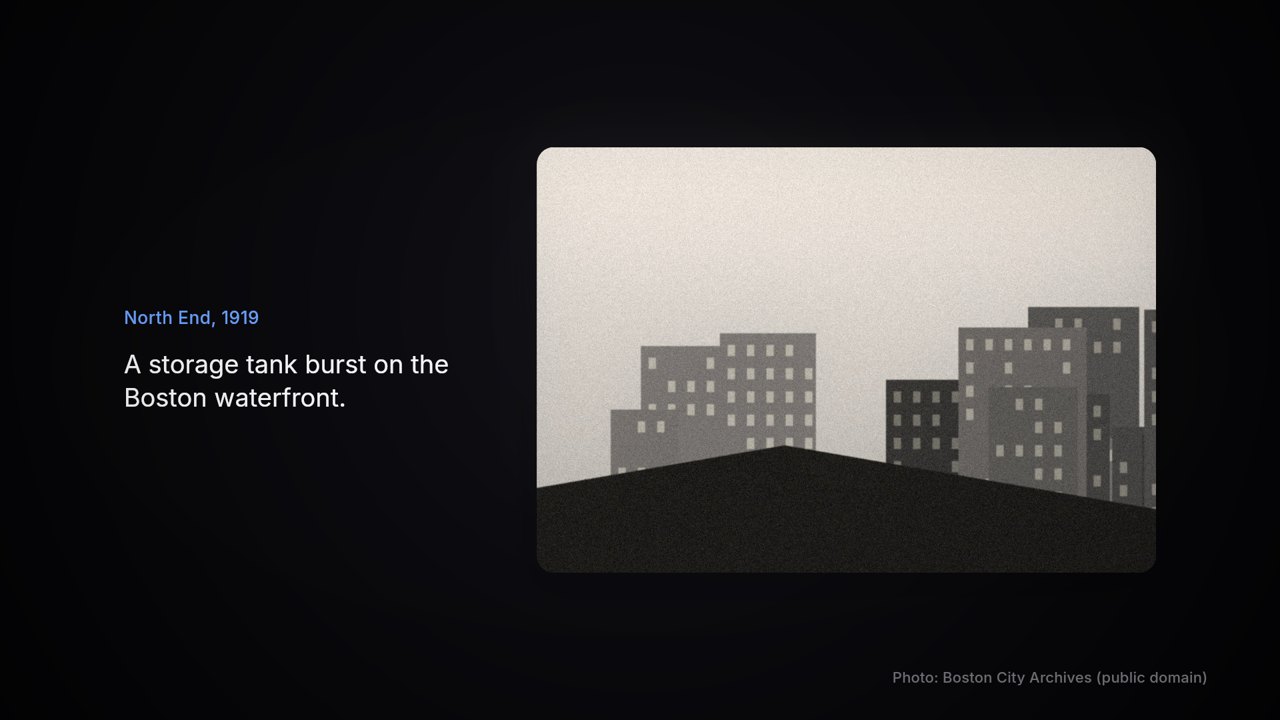 North End, 1919
A storage tank burst on the
Boston waterfront.
Photo: Boston City Archives (public domain)